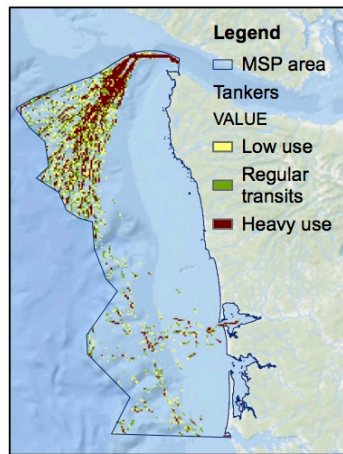 Legend
MSP area
Tankers
VALUE
Low use
Regular
transits
Heavy use